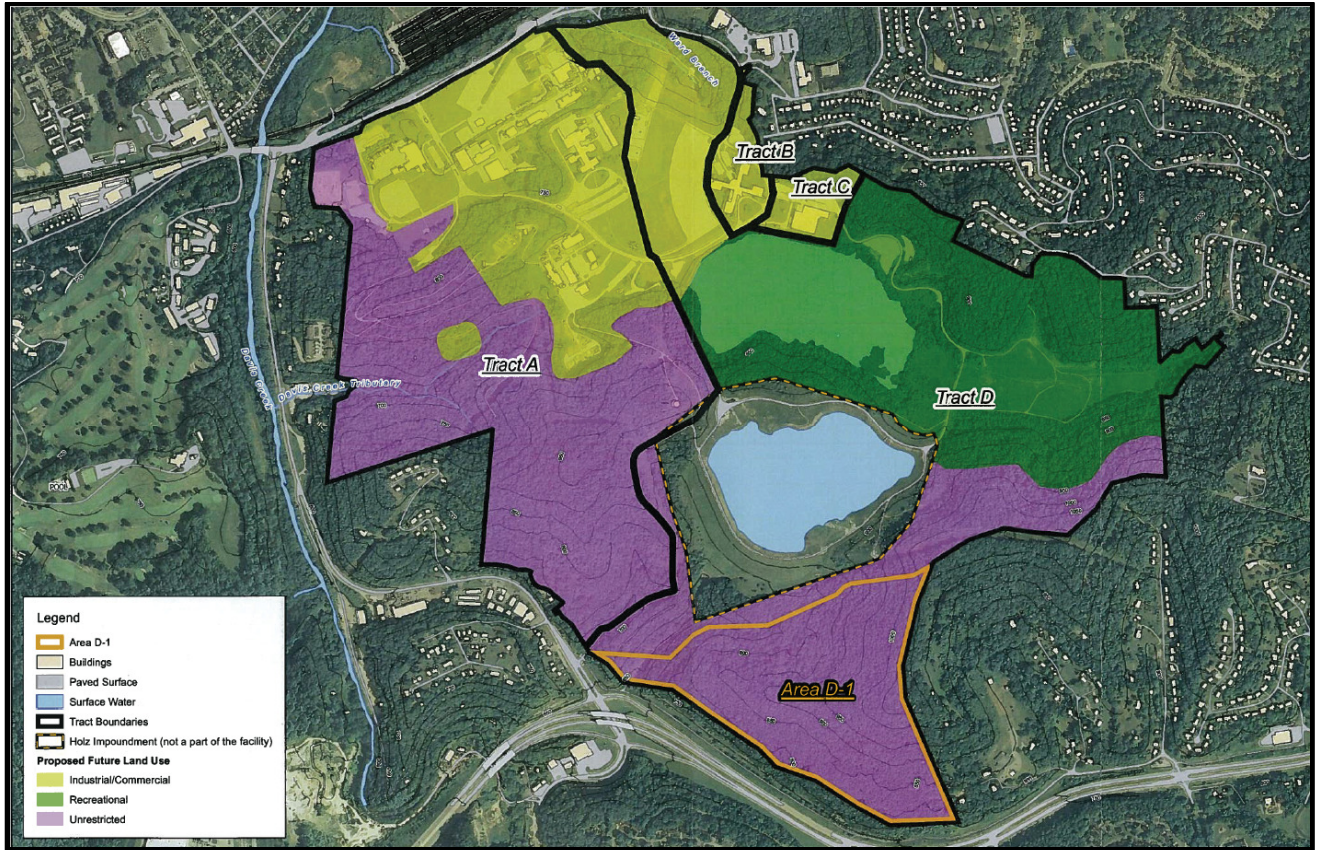 Ward Branch
Tract B
Tract C
Tract A
Tract D
Davis Creek
Davis Creek Tributary
POOL
Area D-1
Legend
Area D-1
Buildings
Paved Surface
Surface Water
Tract Boundaries
Holz Impoundment (not a part of the facility)
Proposed Future Land Use
Industrial/Commercial
Recreational
Unrestricted